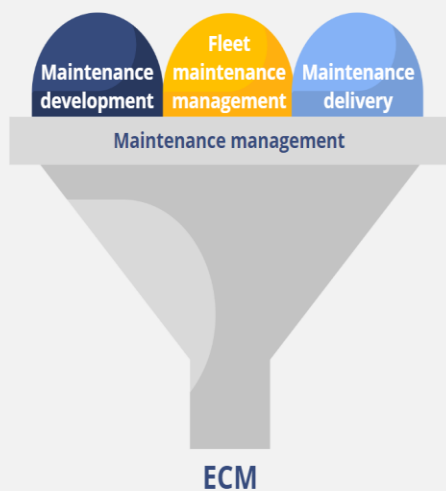 Maintenance
development
Fleet
maintenance
management
Maintenance
delivery
Maintenance management
ECM